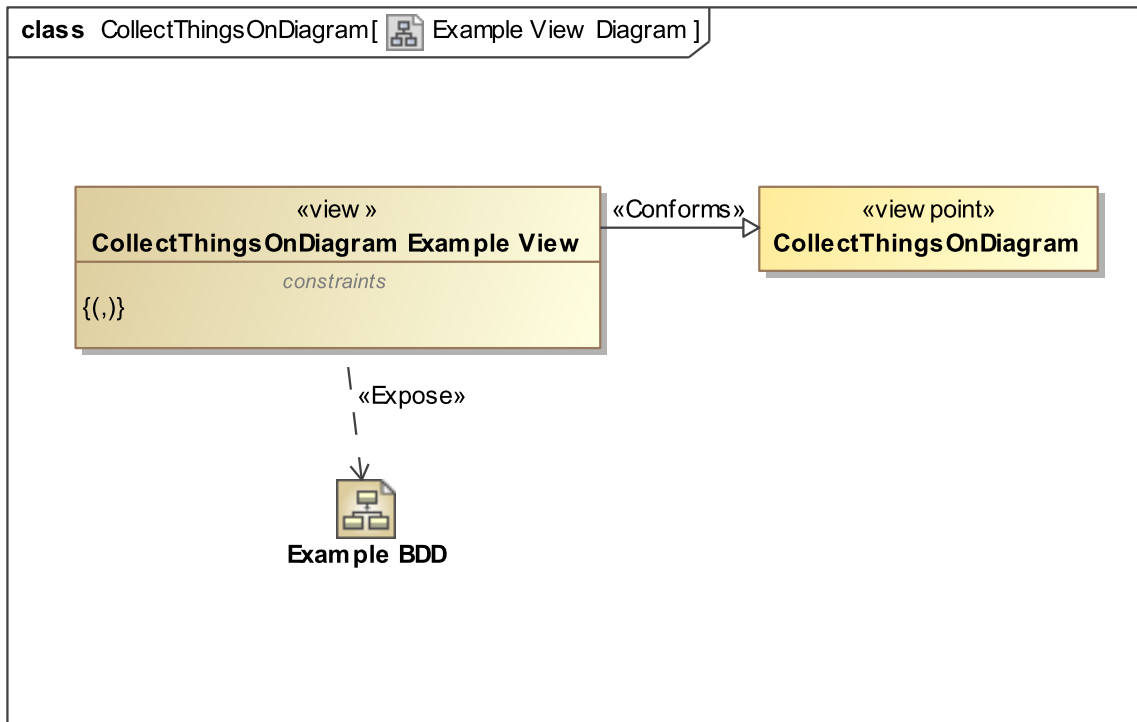 class CollectThingsOnDiagram[ Example View Diagram ]
«view »
CollectThingsOnDiagram Example View
constraints
{(,)}
«Conforms»
«view point»
CollectThingsOnDiagram
«Expose»
Example BDD